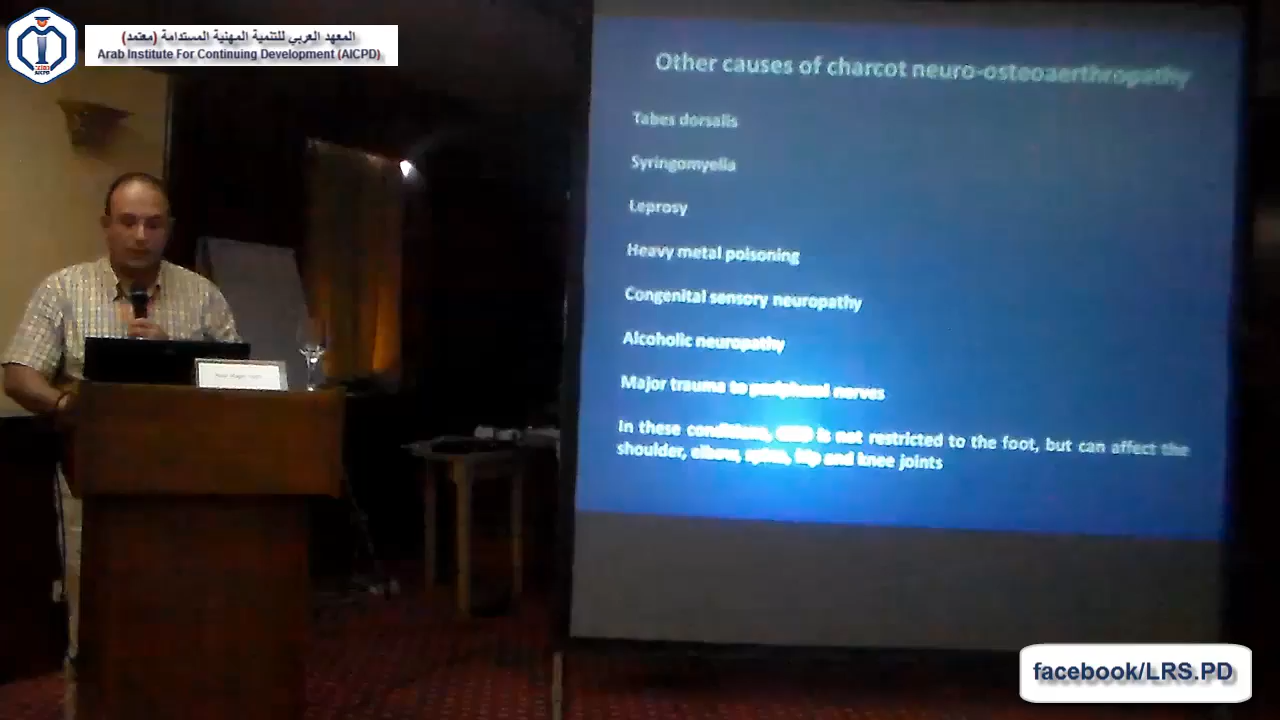 المعهد العربي للتنمية المهنية المستدامة (معتمد)
Arab Institute For Continuing Development (AICPD)
AICPD
Other causes of charcot neuro-osteoaerthropathy
Tabes dorsalis
Syringomyelia
Leprosy
Heavy metal poisoning
Congenital sensory neuropathy
Alcoholic neuropathy
Major trauma to peripheral nerves
In these conditions, is not restricted to the foot, but can affect the
shoulder, elbow, spine, hip and knee joints
facebook/LRS.PD